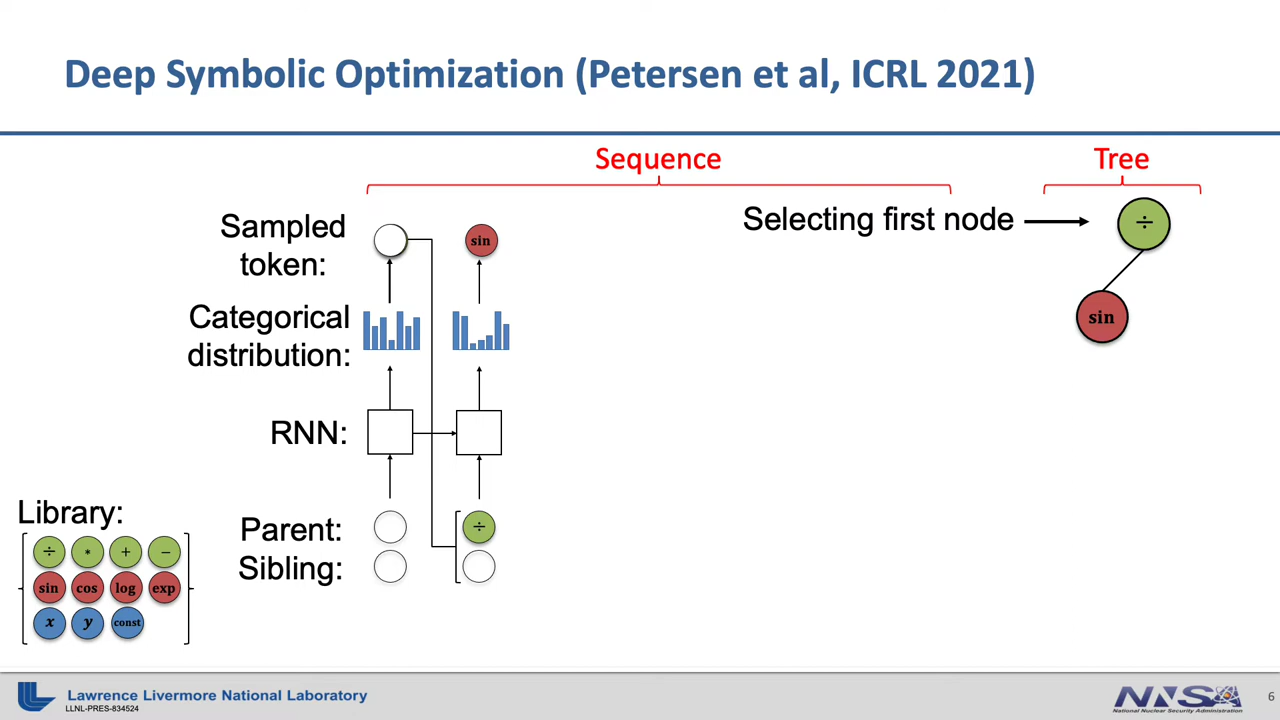 Deep Symbolic Optimization (Petersen et al, ICRL 2021)
Sequence
Tree
Sampled
token:
sin
Selecting first node
÷
sin
Categorical
distribution:
RNN:
Library:
Parent:
÷
Sibling:
÷ * + −
sin cos log exp
x y const
Lawrence Livermore National Laboratory
LLNL-PRES-834524
NNSA
National Nuclear Security Administration
6